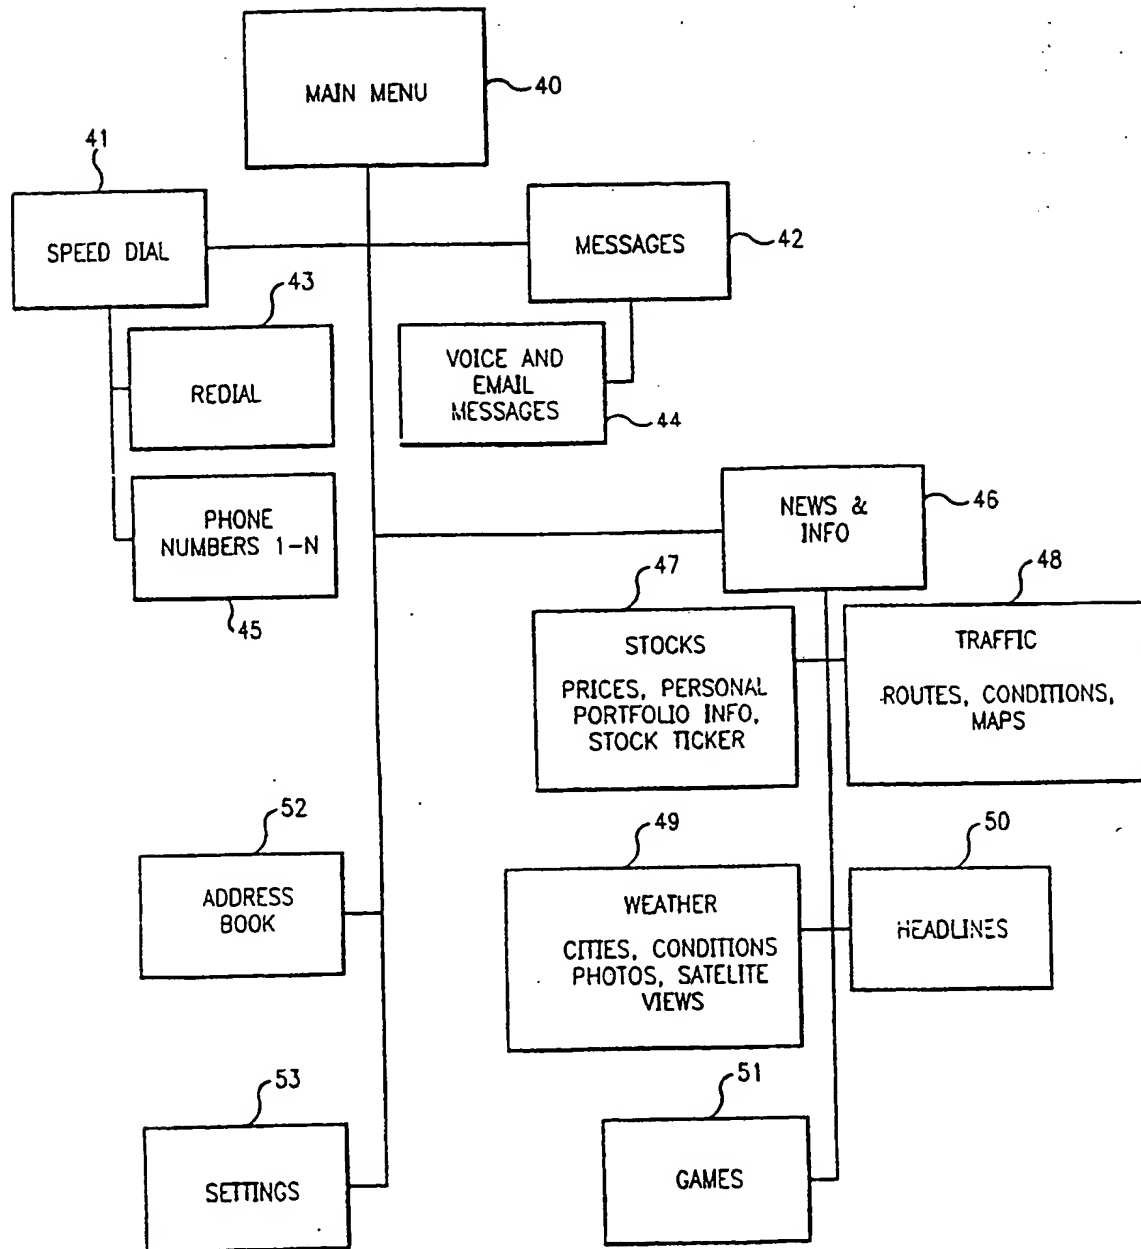 MAIN MENU
40
41
SPEED DIAL
MESSAGES
42
43
REDIAL
VOICE AND
EMAIL
MESSAGES
44
PHONE
NUMBERS 1-N
45
NEWS &
INFO
46
47
STOCKS
PRICES, PERSONAL
PORTFOLIO INFO,
STOCK TICKER
48
TRAFFIC
ROUTES, CONDITIONS,
MAPS
52
ADDRESS
BOOK
49
WEATHER
CITIES, CONDITIONS
PHOTOS, SATELITE
VIEWS
50
HEADLINES
53
SETTINGS
51
GAMES